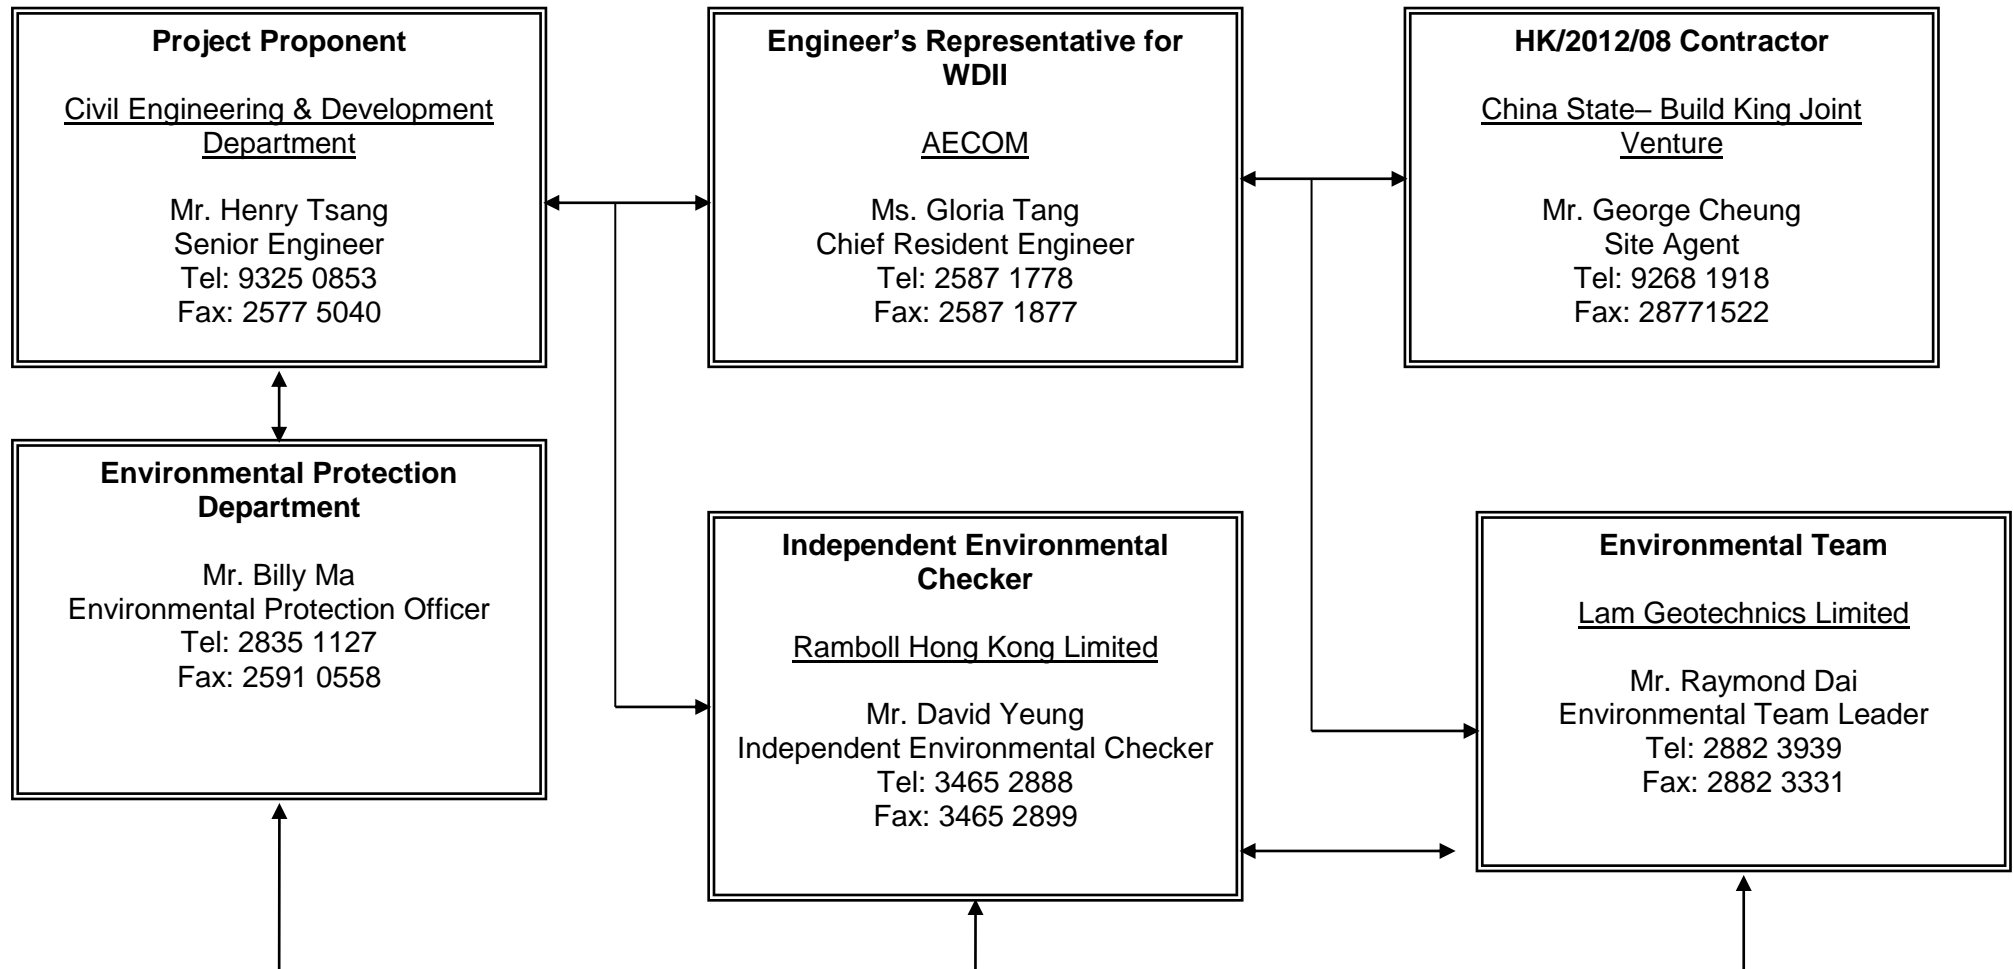 Project Proponent
Civil Engineering & Development
Department
Mr. Henry Tsang
Senior Engineer
Tel: 9325 0853
Fax: 2577 5040
Engineer’s Representative for
WDII
AECOM
Ms. Gloria Tang
Chief Resident Engineer
Tel: 2587 1778
Fax: 2587 1877
HK/2012/08 Contractor
China State– Build King Joint
Venture
Mr. George Cheung
Site Agent
Tel: 9268 1918
Fax: 28771522
Environmental Protection
Department
Mr. Billy Ma
Environmental Protection Officer
Tel: 2835 1127
Fax: 2591 0558
Independent Environmental
Checker
Ramboll Hong Kong Limited
Mr. David Yeung
Independent Environmental Checker
Tel: 3465 2888
Fax: 3465 2899
Environmental Team
Lam Geotechnics Limited
Mr. Raymond Dai
Environmental Team Leader
Tel: 2882 3939
Fax: 2882 3331